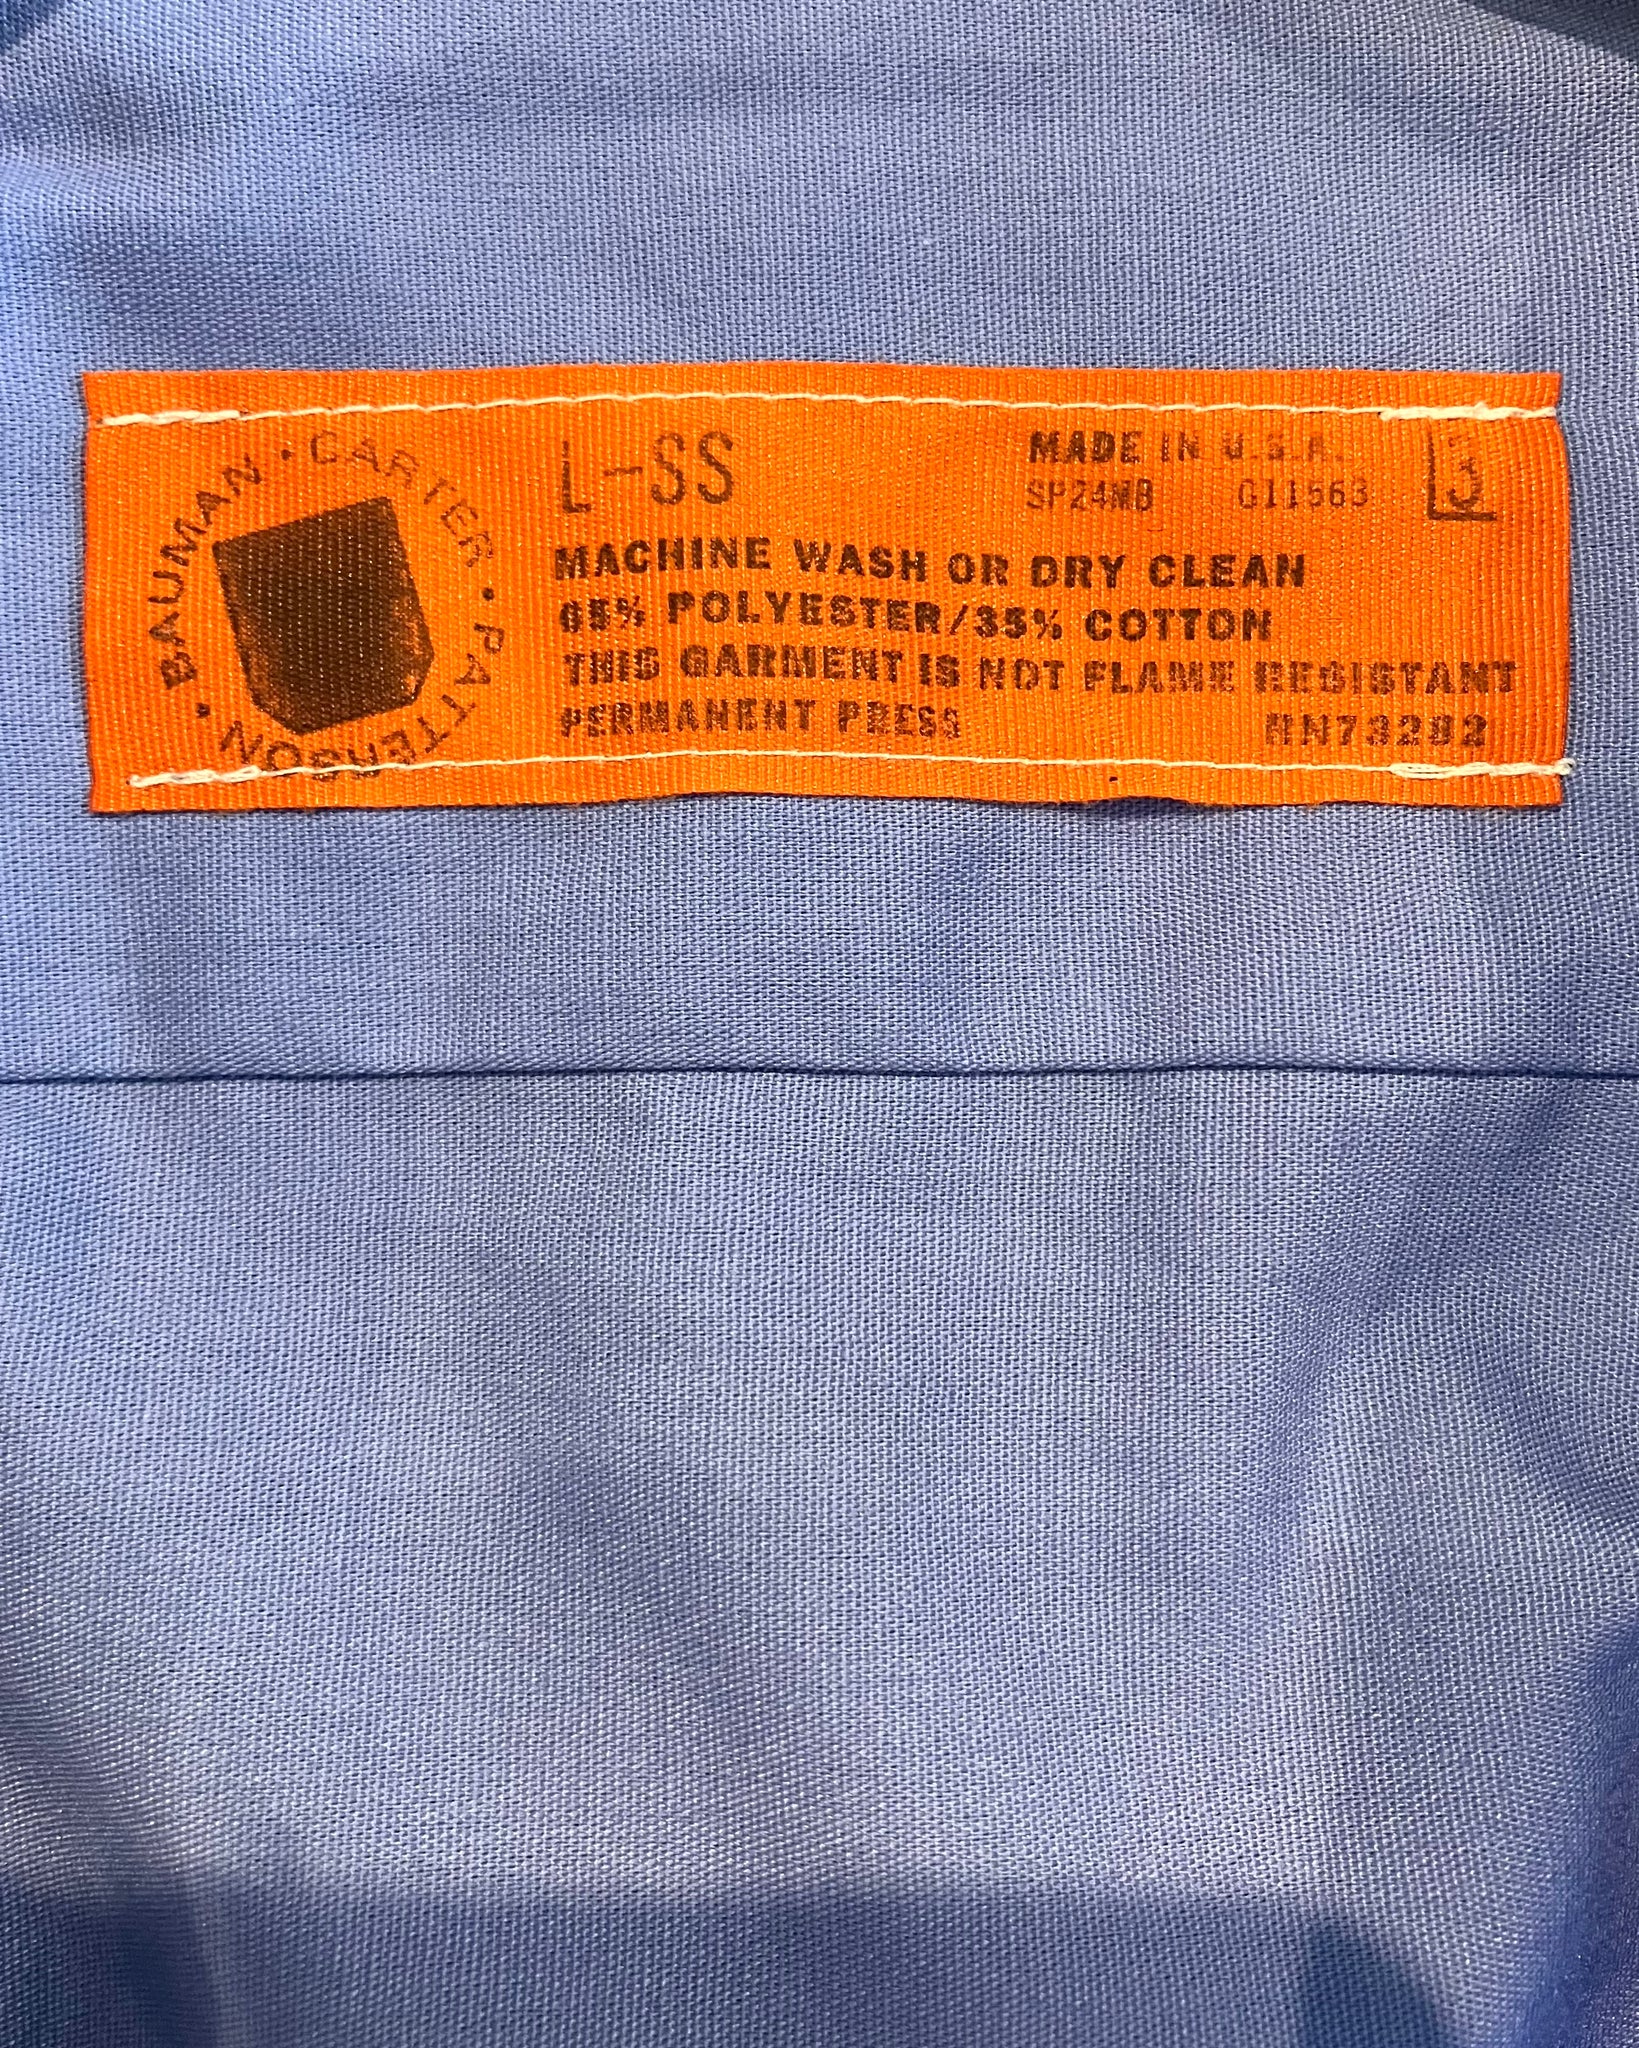 BAUMAN · CARTER · PATTERSON ·
L-SS
MADE IN U.S.A.
SP24MB G11563
3
MACHINE WASH OR DRY CLEAN
65% POLYESTER/35% COTTON
THIS GARMENT IS NOT FLAME RESISTANT
PERMANENT PRESS RN73292